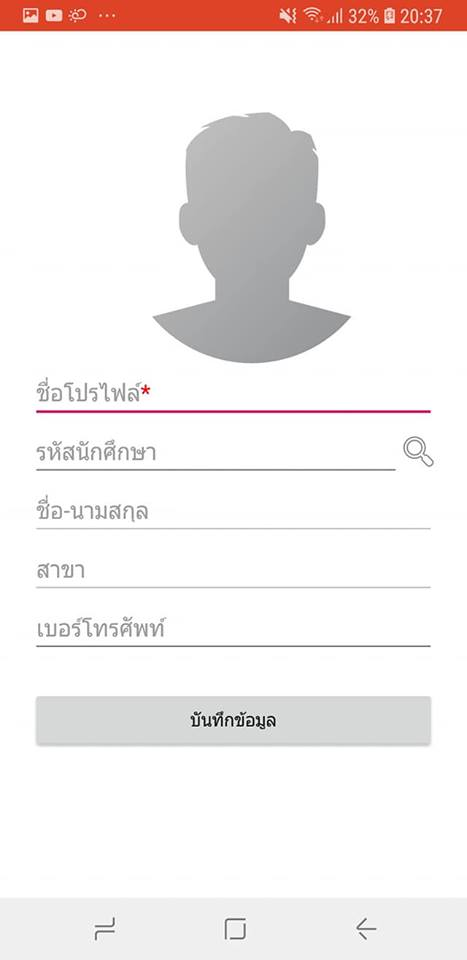 32% 20:37
ชื่อโปรไฟล์*
รหัสนักศึกษา
ชื่อ-นามสกุล
สาขา
เบอร์โทรศัพท์
บันทึกข้อมูล